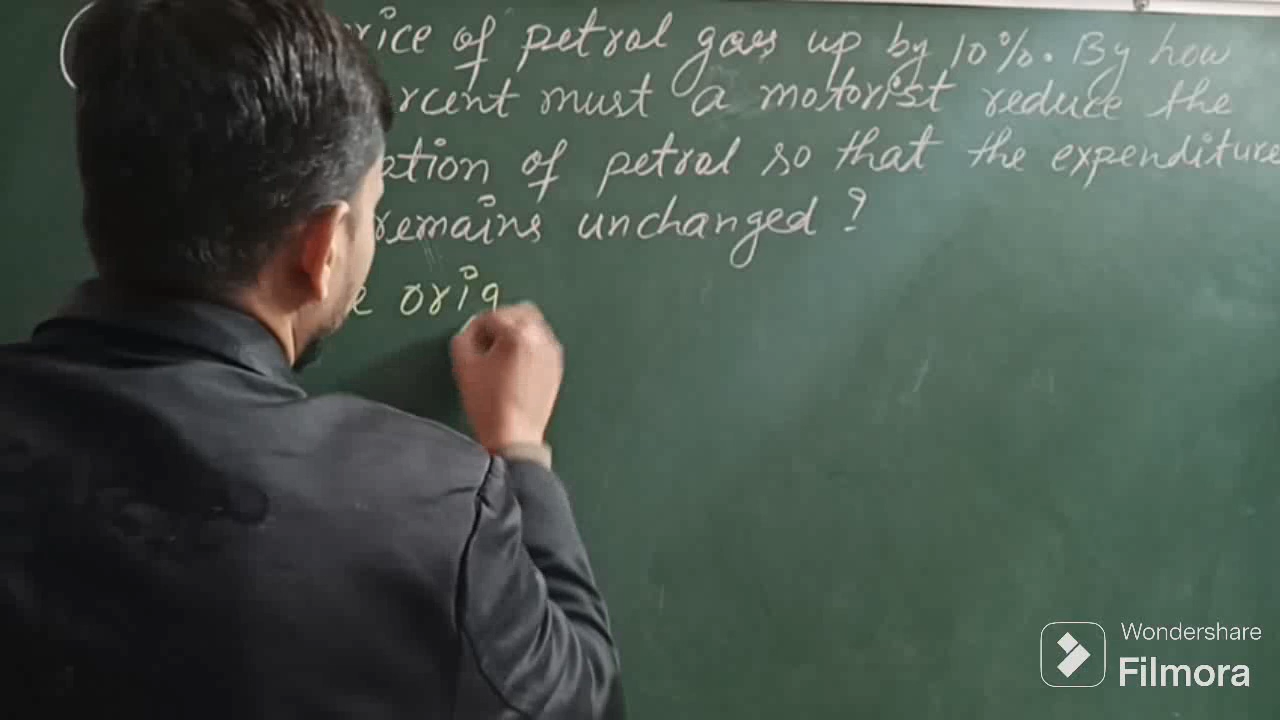 rice of petrol goes up by 10%. By how
rcent must a motorist reduce the
ption of petrol so that the expenditure
remains unchanged?
e orig
Wondershare
Filmora